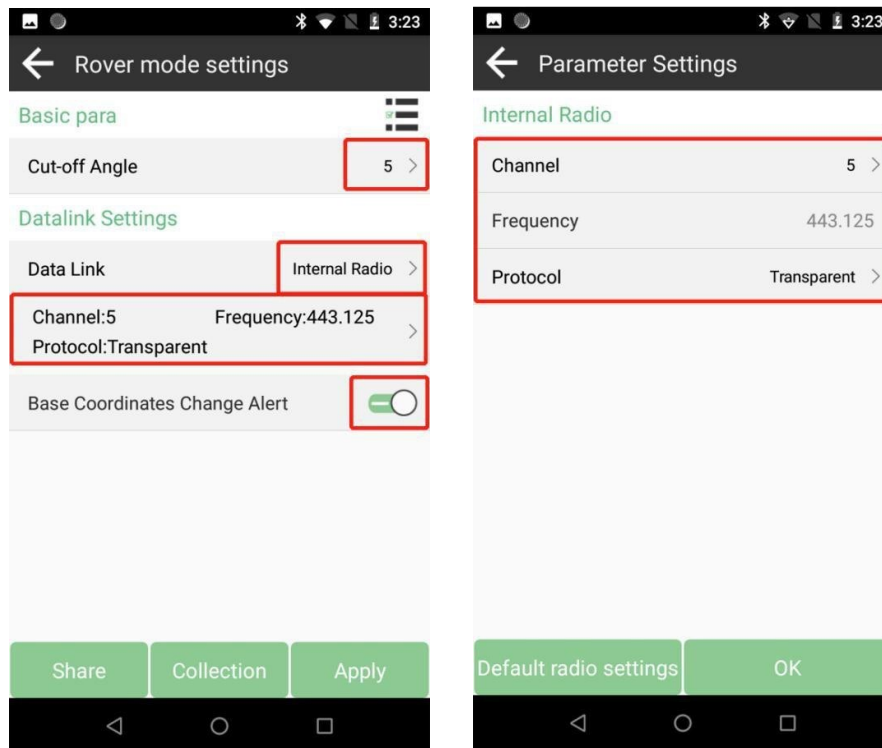 3:23
Rover mode settings
Basic para
Cut-off Angle 5
Datalink Settings
Data Link Internal Radio
Channel:5 Frequency:443.125
Protocol:Transparent
Base Coordinates Change Alert
Share Collection Apply
3:23
Parameter Settings
Internal Radio
Channel 5
Frequency 443.125
Protocol Transparent
Default radio settings OK